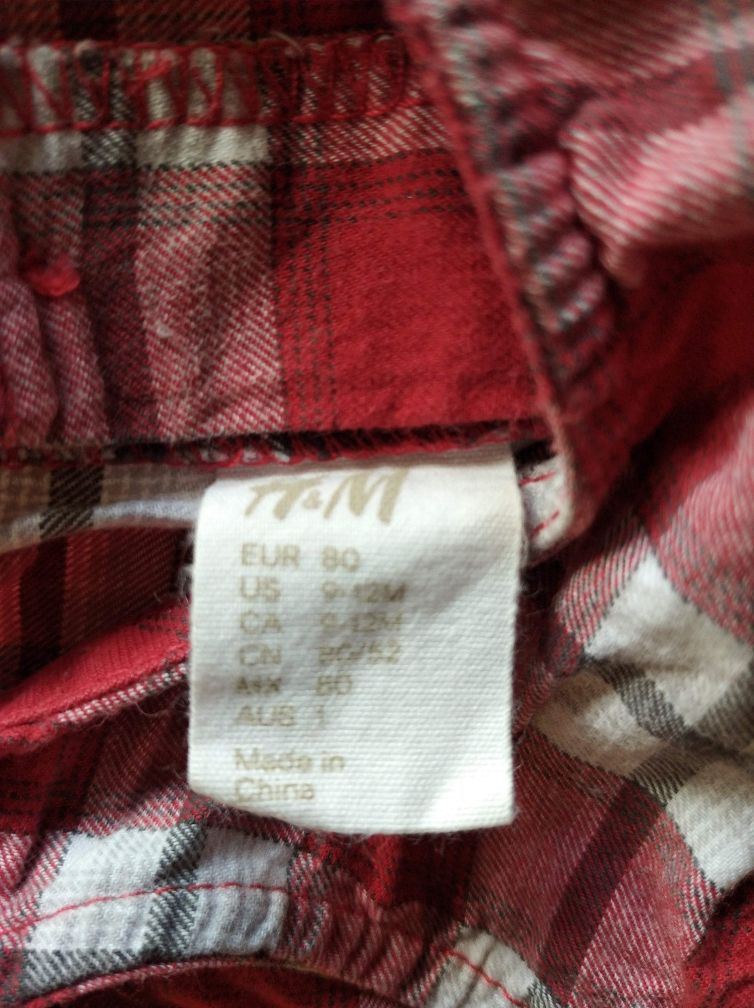 H&M
EUR 80
US 9-12M
CA 9-12M
CN 80/52
MX 80
AUS 1
Made in
China